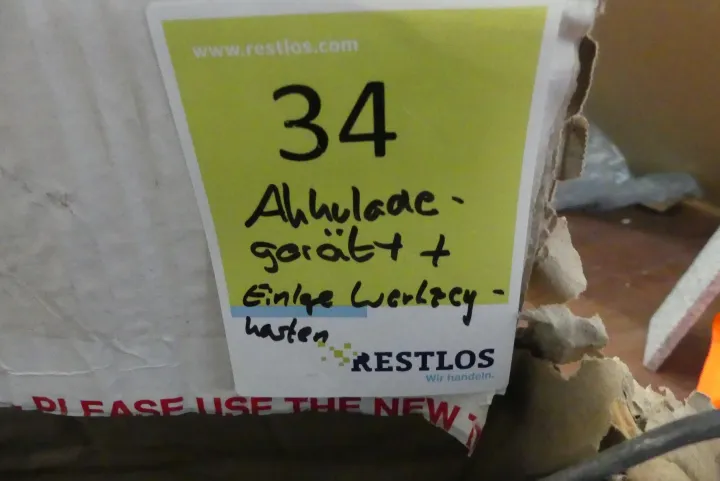 www.restlos.com
34
Akkulade-
gerät +
Einige Werkzeug-
kasten
RESTLOS
Wir handeln.
PLEASE USE THE NEW